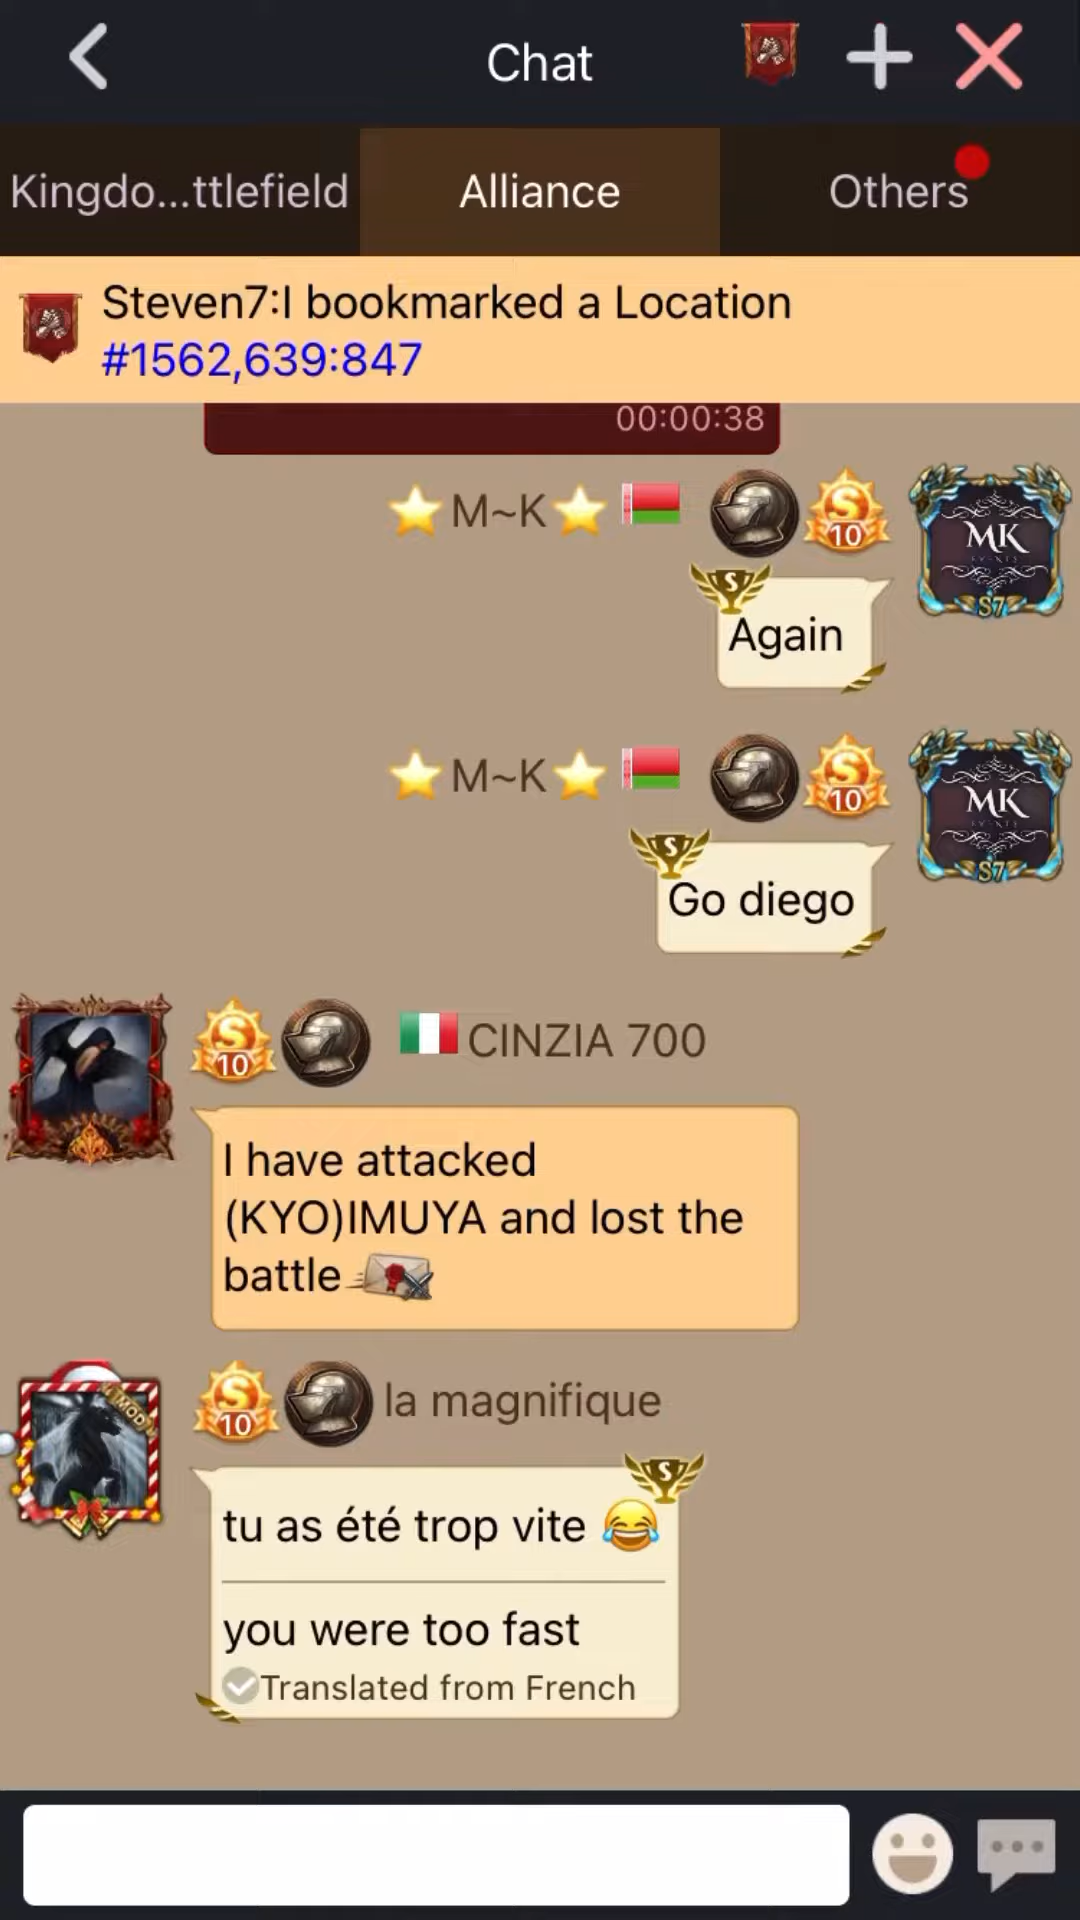 Chat
Kingdo...ttlefield
Alliance
Others
Steven7:I bookmarked a Location
#1562,639:847
00:00:38
⭐M~K⭐
S
10
MK
S7
S
Again
⭐M~K⭐
S
10
MK
S7
S
Go diego
S
10
CINZIA 700
I have attacked
(KYO)IMUYA and lost the
battle
MOD
S
10
la magnifique
S
tu as été trop vite 😂
you were too fast
Translated from French